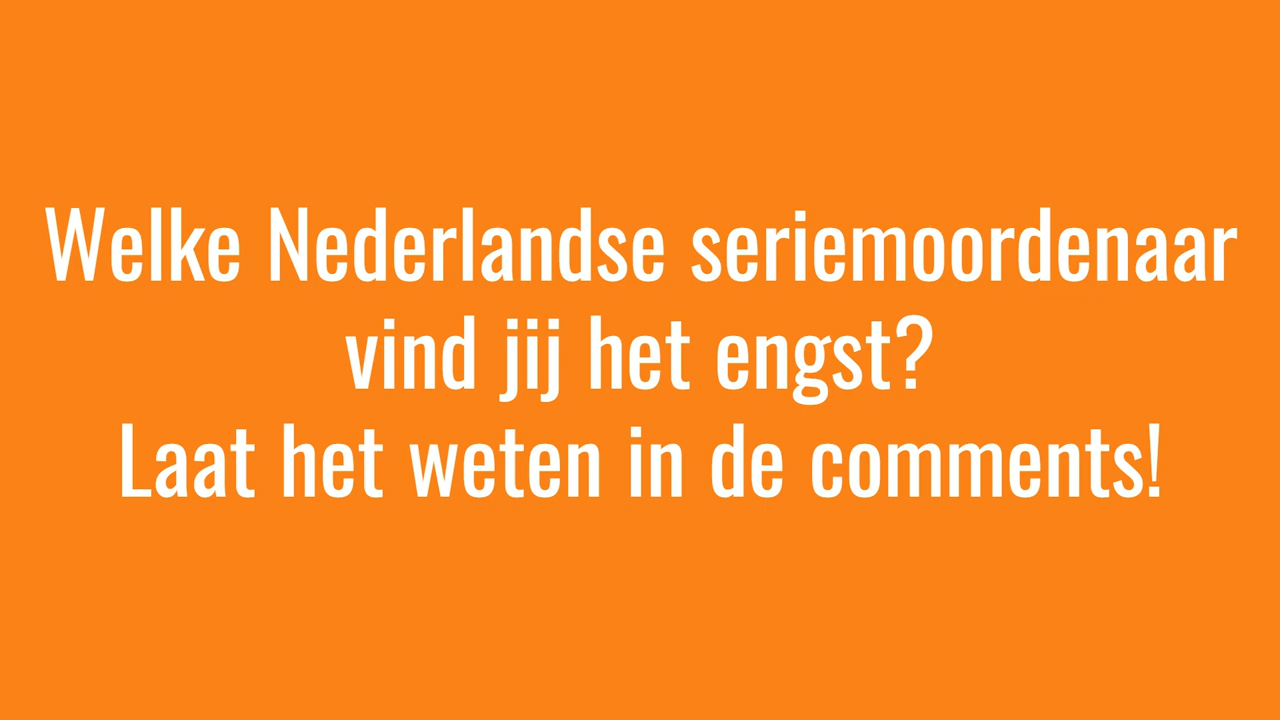 Welke Nederlandse seriemoordenaar
vind jij het engst?
Laat het weten in de comments!